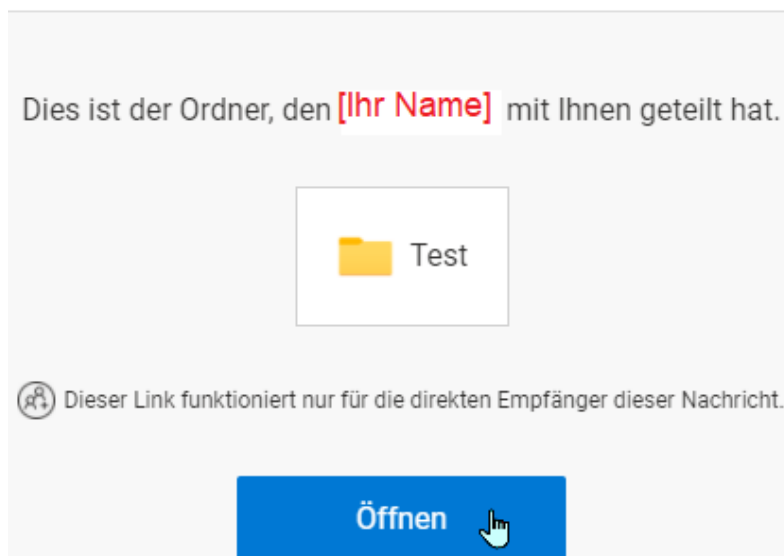 Dies ist der Ordner, den [Ihr Name] mit Ihnen geteilt hat.
Test
Dieser Link funktioniert nur für die direkten Empfänger dieser Nachricht.
Öffnen